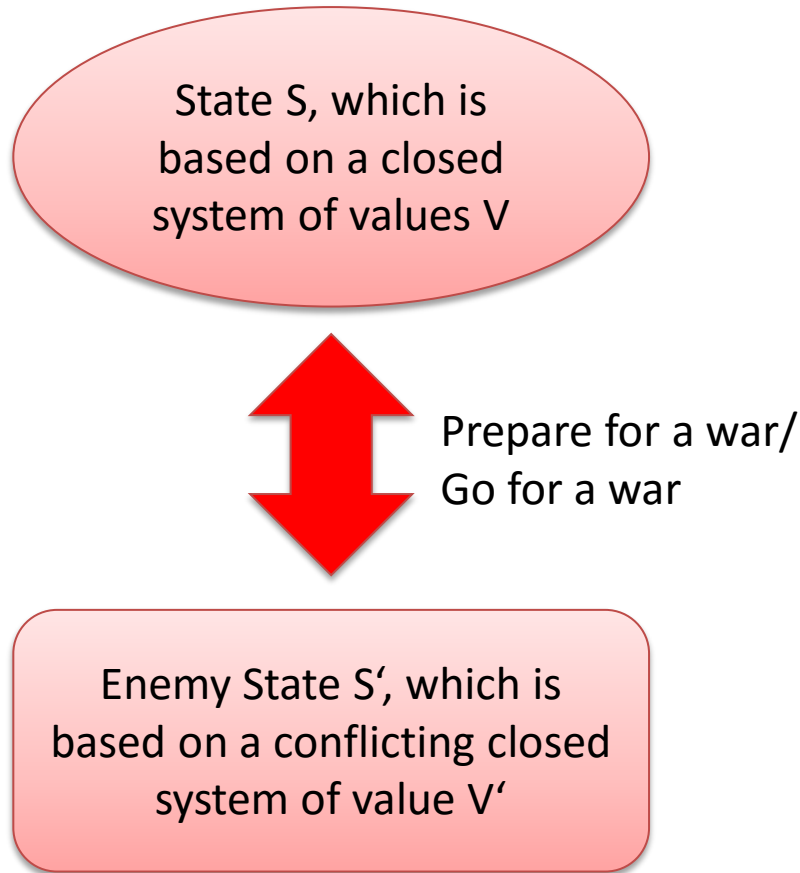 State S, which is
based on a closed
system of values V
Prepare for a war/
Go for a war
Enemy State S‘, which is
based on a conflicting closed
system of value V‘